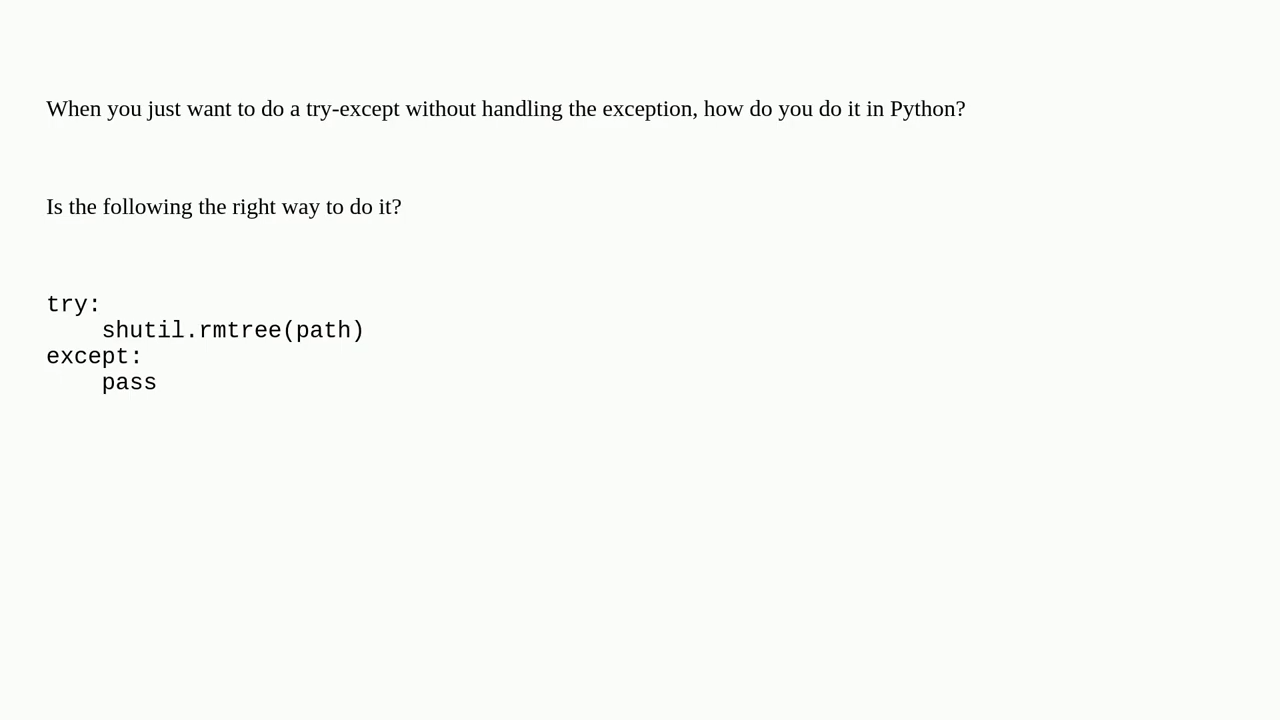 When you just want to do a try-except without handling the exception, how do you do it in Python?
Is the following the right way to do it?
try:
    shutil.rmtree(path)
except:
    pass